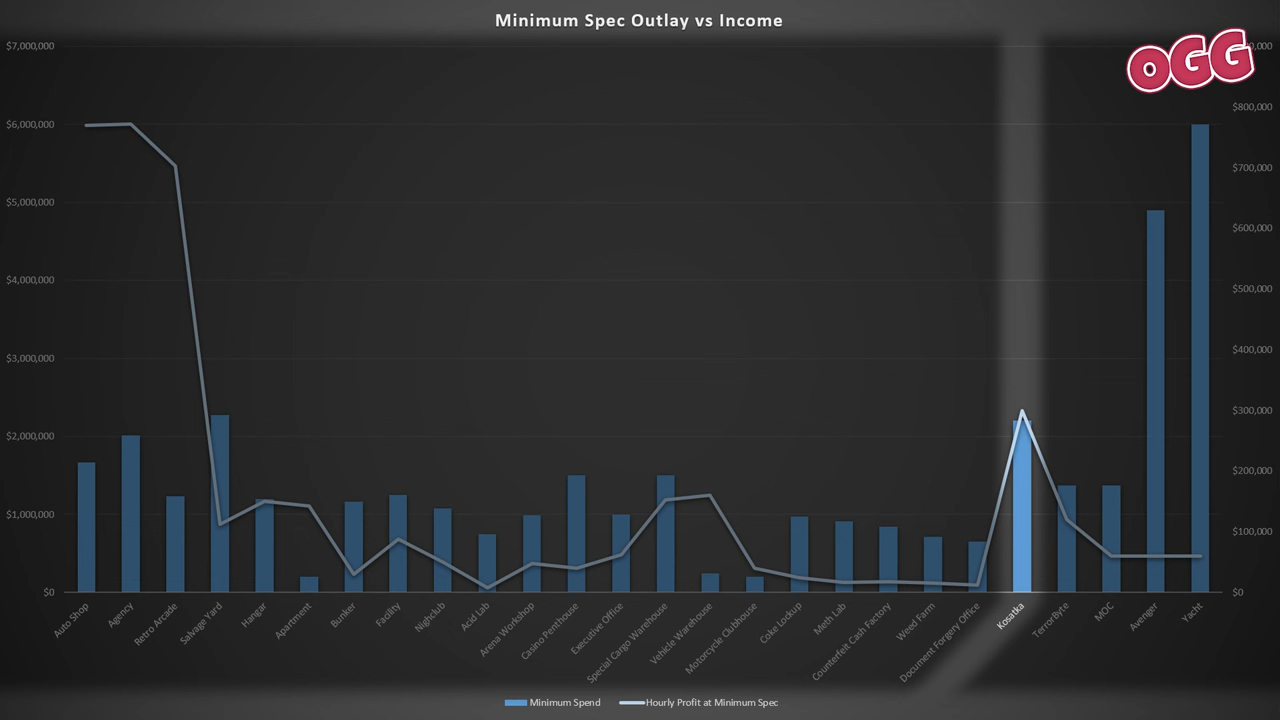 Minimum Spec Outlay vs Income
OGG
$7,000,000
$6,000,000
$5,000,000
$4,000,000
$3,000,000
$2,000,000
$1,000,000
$0
$800,000
$700,000
$600,000
$500,000
$400,000
$300,000
$200,000
$100,000
$0
Auto Shop
Agency
Retro Arcade
Salvage Yard
Hangar
Apartment
Bunker
Facility
Nighclub
Acid Lab
Arena Workshop
Casino Penthouse
Executive Office
Special Cargo Warehouse
Vehicle Warehouse
Motorcycle Clubhouse
Coke Lockup
Meth Lab
Counterfeit Cash Factory
Weed Farm
Document Forgery Office
Kosatka
TerrorByte
MOC
Avenger
Yacht
Minimum Spend
Hourly Profit at Minimum Spec